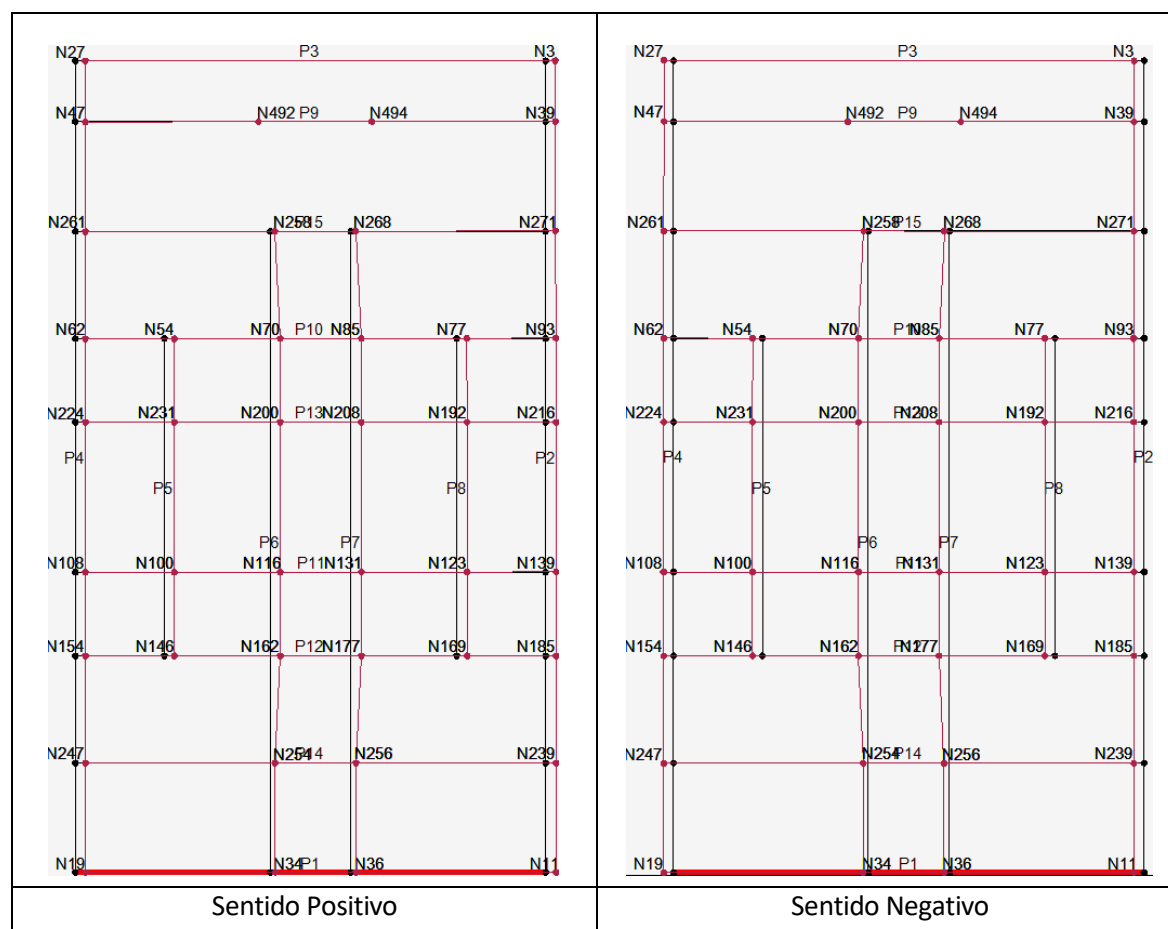 N27 P3 N3
N47 N492 P9 N494 N39
N261 N258 P15 N268 N271
N62 N54 N70 P10 N85 N77 N93
N224 N231 N200 P13 N208 N192 N216
P4 P2
P5 P8
P6 P7
N108 N100 N116 P11 N131 N123 N139
N154 N146 N162 P12 N177 N169 N185
N247 N254 P14 N256 N239
N19 N34 P1 N36 N11
Sentido Positivo
N27 P3 N3
N47 N492 P9 N494 N39
N261 N258 P15 N268 N271
N62 N54 N70 P10 N85 N77 N93
N224 N231 N200 P13 N208 N192 N216
P4 P2
P5 P8
P6 P7
N108 N100 N116 P11 N131 N123 N139
N154 N146 N162 P12 N177 N169 N185
N247 N254 P14 N256 N239
N19 N34 P1 N36 N11
Sentido Negativo